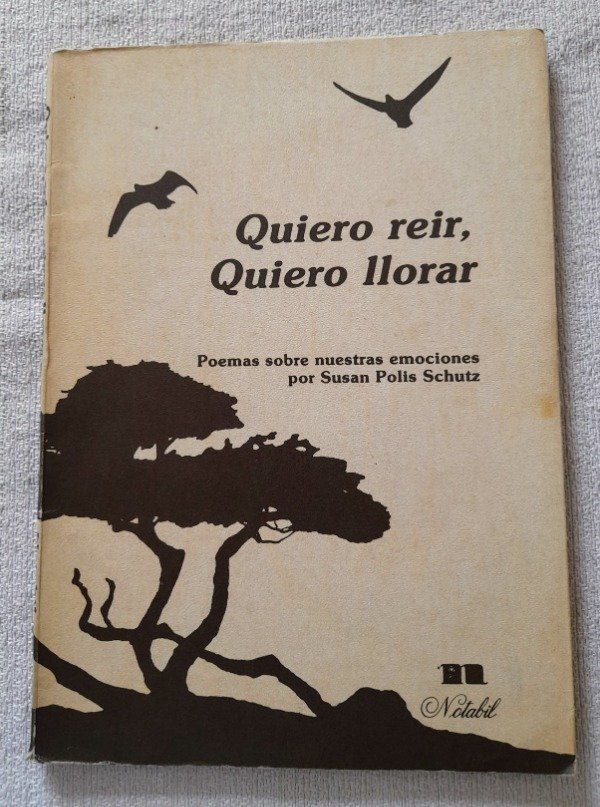 Quiero reir,
Quiero llorar
Poemas sobre nuestras emociones
por Susan Polis Schutz
n
Notabil